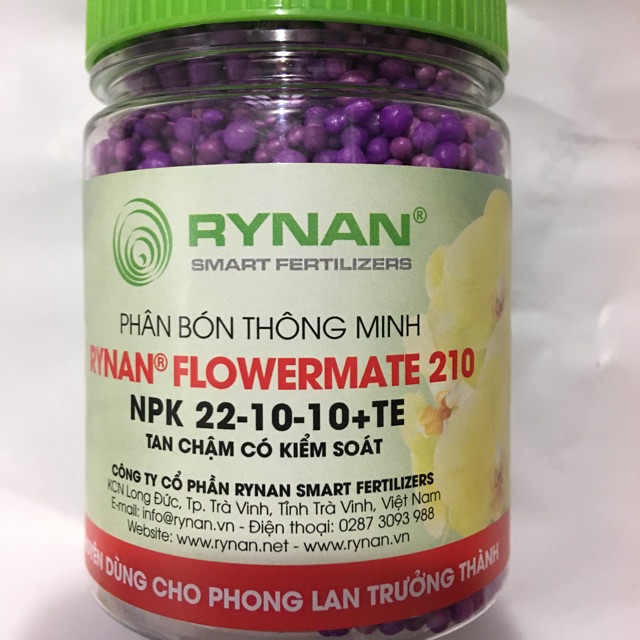 RYNAN®
SMART FERTILIZERS
PHÂN BÓN THÔNG MINH
RYNAN® FLOWERMATE 210
NPK 22-10-10+TE
TAN CHẬM CÓ KIỂM SOÁT
CÔNG TY CỔ PHẦN RYNAN SMART FERTILIZERS
KCN Long Đức, Tp. Trà Vinh, Tỉnh Trà Vinh, Việt Nam
E-mail: info@rynan.vn - Điện thoại: 0287 3093 988
Website: www.rynan.net - www.rynan.vn
DÙNG CHO PHONG LAN TRƯỞNG THÀNH